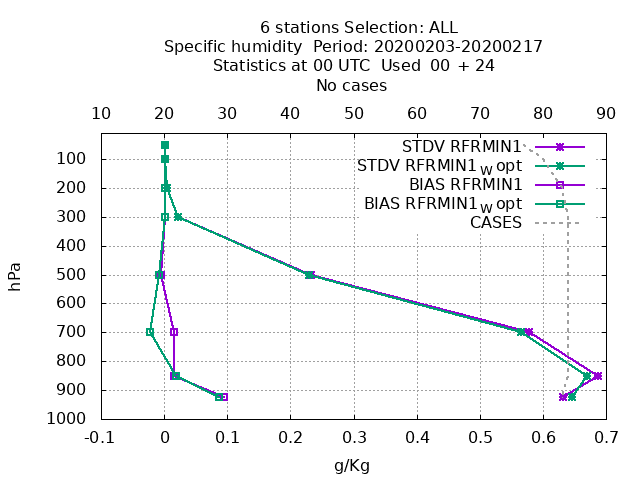 6 stations Selection: ALL
Specific humidity  Period: 20200203-20200217
Statistics at 00 UTC  Used  00 + 24
No cases
10 20 30 40 50 60 70 80 90
STDV RFRMIN1
STDV RFRMIN1W opt
BIAS RFRMIN1
BIAS RFRMIN1W opt
CASES
hPa
100
200
300
400
500
600
700
800
900
1000
-0.1 0 0.1 0.2 0.3 0.4 0.5 0.6 0.7
g/Kg